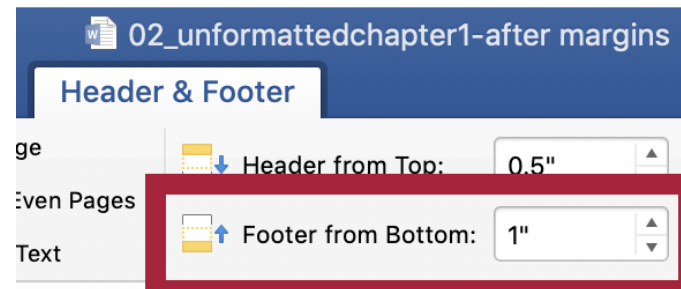 02_unformattedchapter1-after margins
Header & Footer
ge
Header from Top: 0.5"
Even Pages
Footer from Bottom: 1"
Text